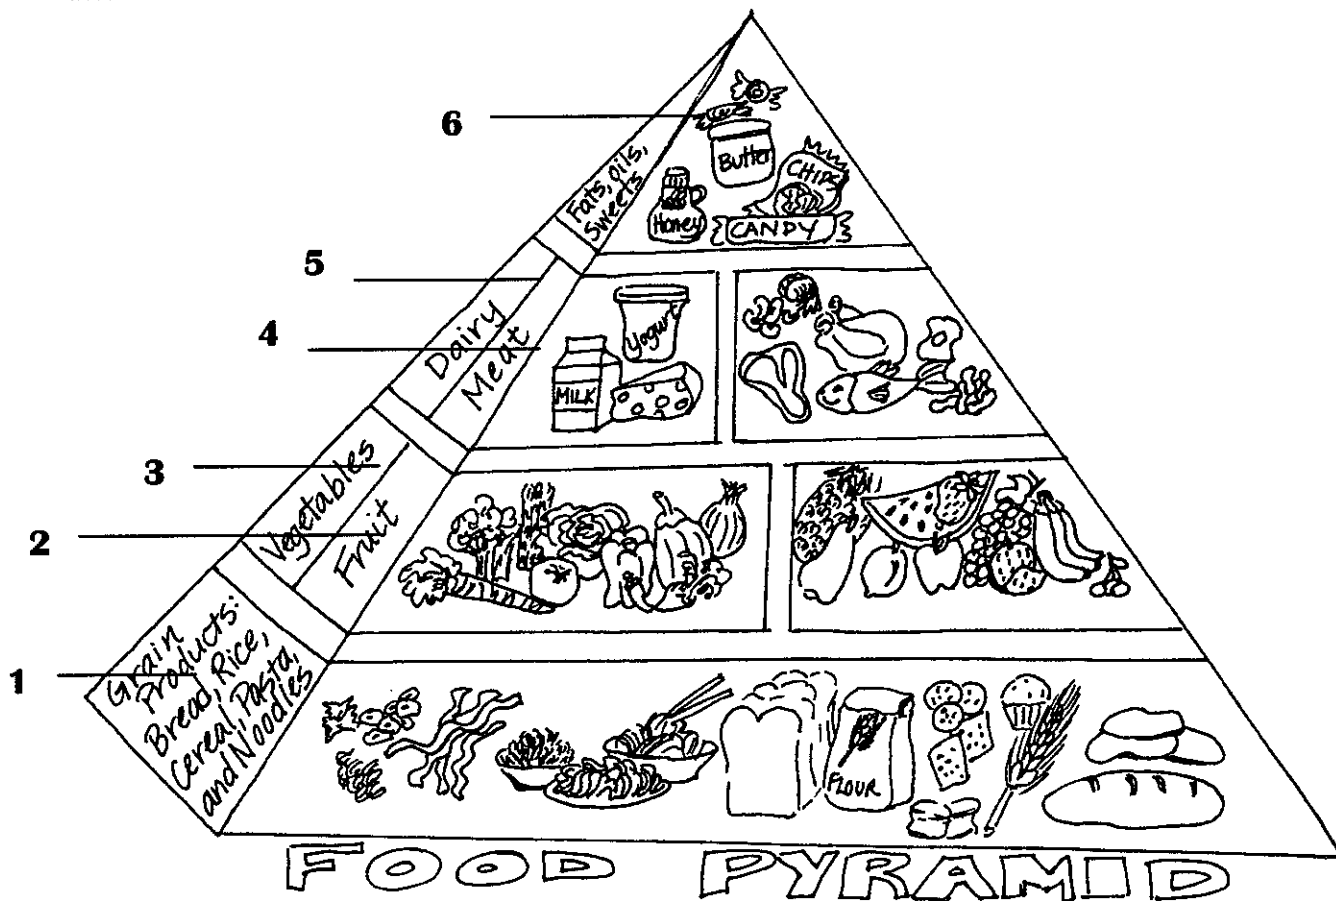 6
Fats, oils,
Sweets
Butter
CHIPS
Honey
CANDY
5
Dairy
4
Meat
Yogurt
MILK
3
Vegetables
2
Fruit
1
Grain
Products:
Bread, Rice,
Cereal, Pasta,
and Noodles
FLOUR
FOOD PYRAMID